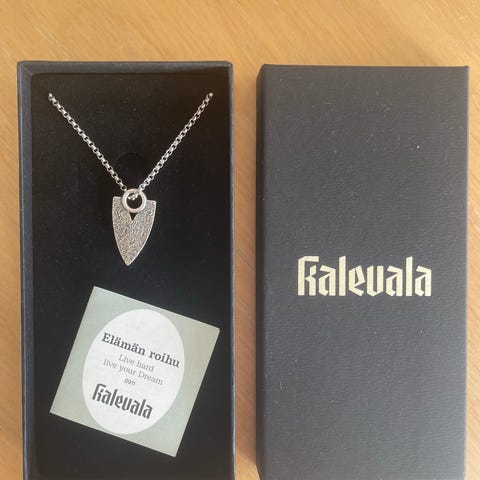 Elämän roihu
Live hard
live your Dream
Kalevala
Kalevala